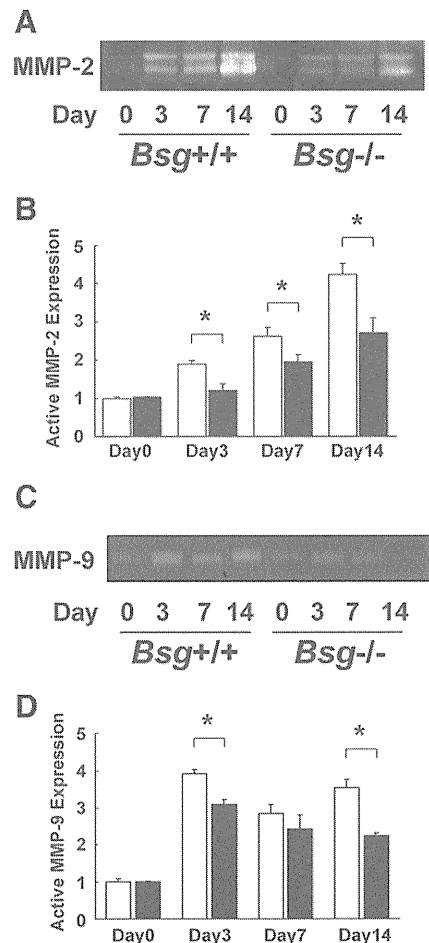 A
MMP-2
Day 0 3 7 14 0 3 7 14
Bsg+/+ Bsg-/-
B
Active MMP-2 Expression
5
4
3
2
1
0
* * *
Day0 Day3 Day7 Day14
C
MMP-9
Day 0 3 7 14 0 3 7 14
Bsg+/+ Bsg-/-
D
Active MMP-9 Expression
5
4
3
2
1
0
* *
Day0 Day3 Day7 Day14